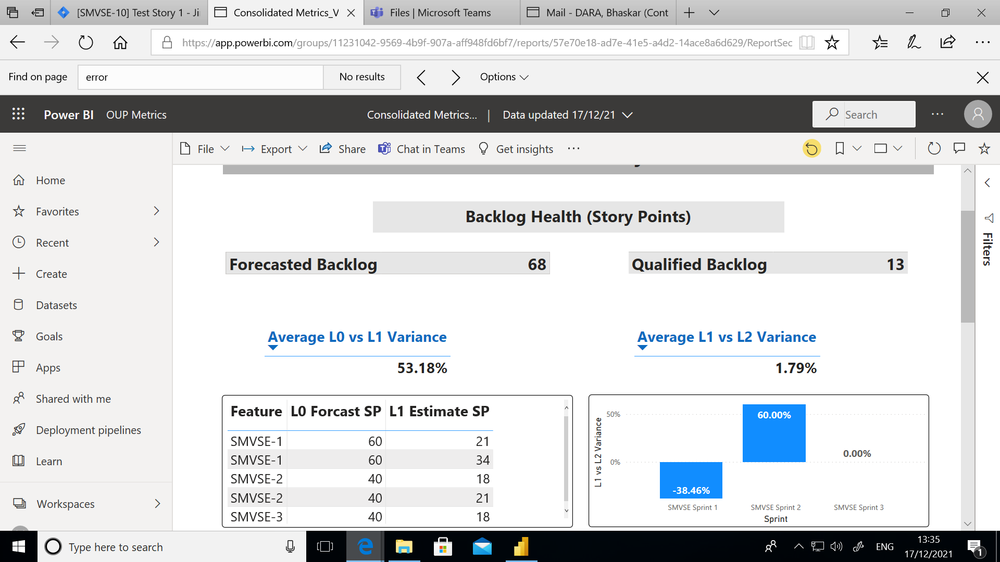 [SMVSE-10] Test Story 1 - Ji
Consolidated Metrics_V
Files | Microsoft Teams
Mail - DARA, Bhaskar (Cont
https://app.powerbi.com/groups/11231042-9569-4b9f-907a-aff948fd6bf7/reports/57e70e18-ad7e-41e5-a4d2-14ace8a6d629/ReportSec
Find on page error No results Options
Power BI OUP Metrics Consolidated Metrics... | Data updated 17/12/21 Search
File Export Share Chat in Teams Get insights
Home
Favorites
Recent
Create
Datasets
Goals
Apps
Shared with me
Deployment pipelines
Learn
Workspaces
Filters
Backlog Health (Story Points)
Forecasted Backlog 68
Qualified Backlog 13
Average L0 vs L1 Variance
53.18%
Average L1 vs L2 Variance
1.79%
Feature L0 Forcast SP L1 Estimate SP
SMVSE-1 60 21
SMVSE-1 60 34
SMVSE-2 40 18
SMVSE-2 40 21
SMVSE-3 40 18
L1 vs L2 Variance
50%
0%
60.00%
0.00%
-38.46%
SMVSE Sprint 1 SMVSE Sprint 2 SMVSE Sprint 3
Sprint
Type here to search
ENG
13:35
17/12/2021
1